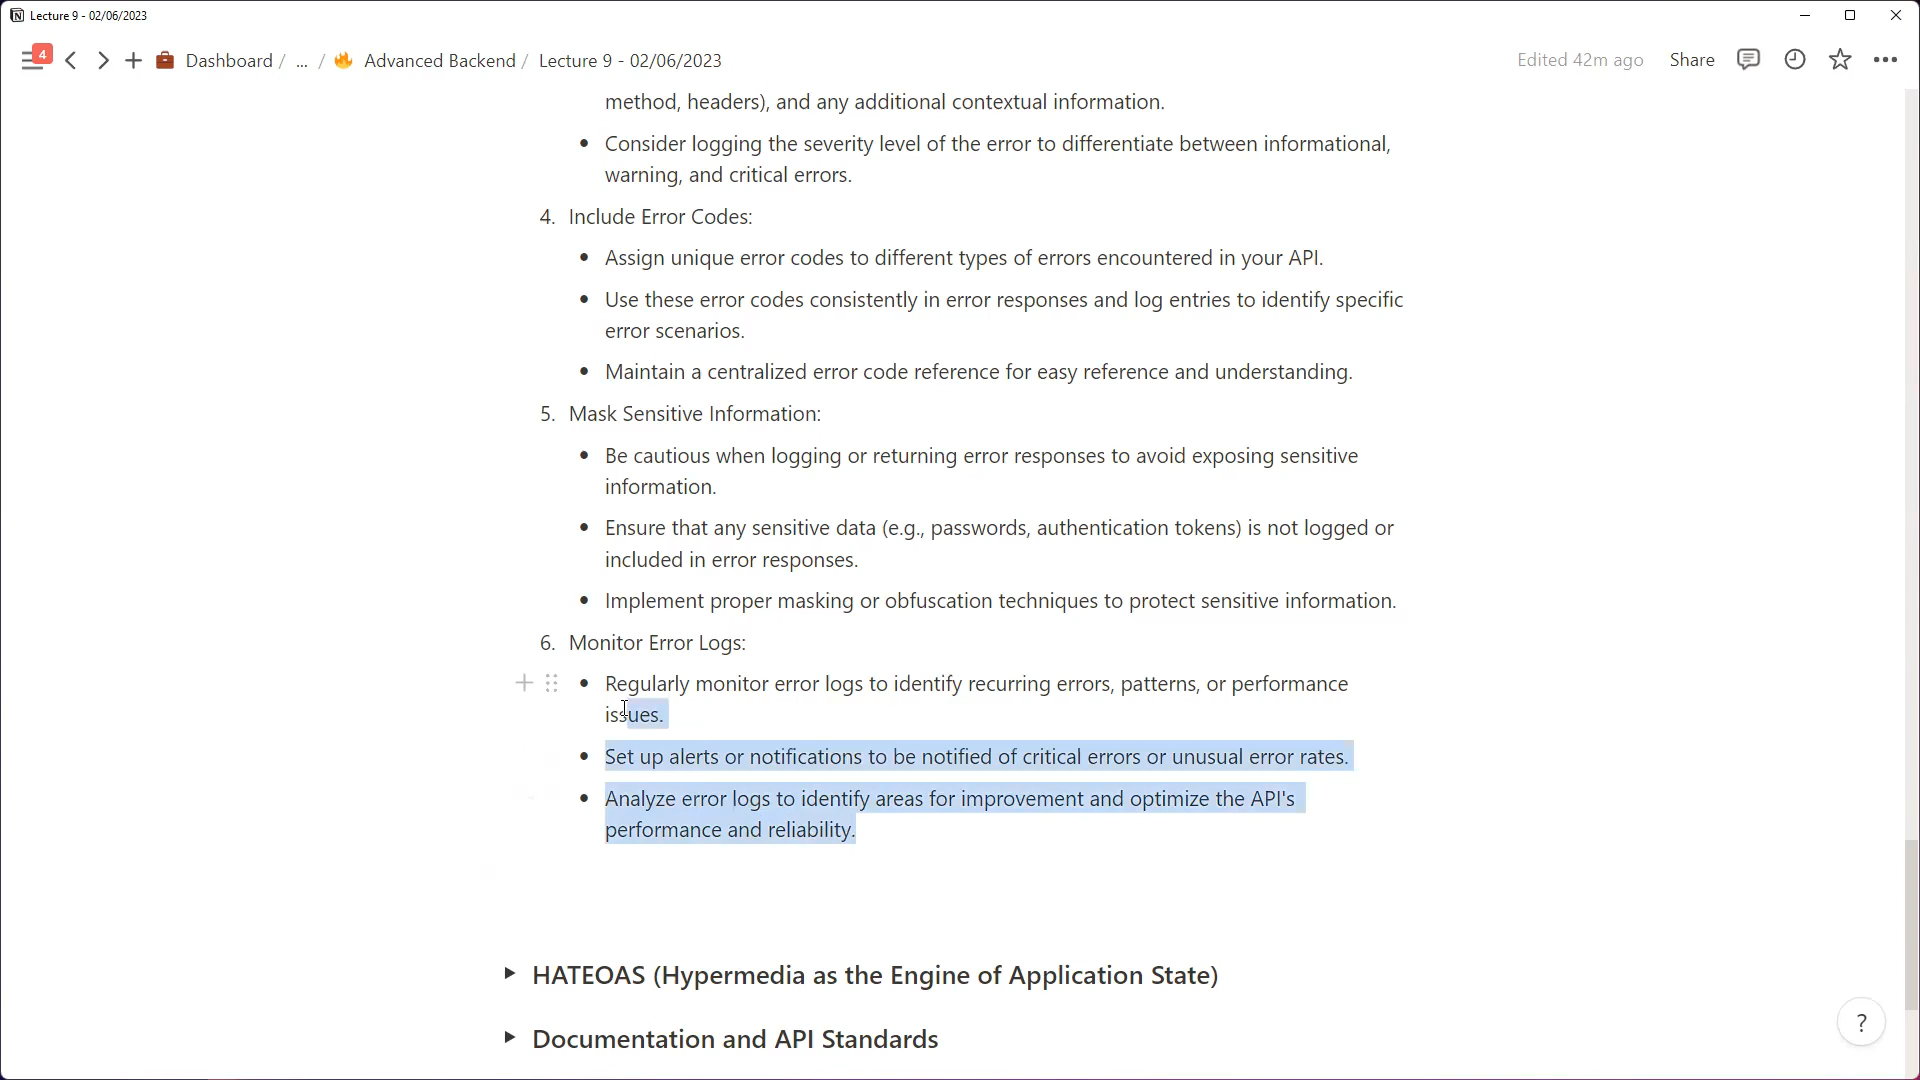 Lecture 9 - 02/06/2023
4
Dashboard / ... / Advanced Backend / Lecture 9 - 02/06/2023
Edited 42m ago
Share
method, headers), and any additional contextual information.
• Consider logging the severity level of the error to differentiate between informational,
warning, and critical errors.
4. Include Error Codes:
• Assign unique error codes to different types of errors encountered in your API.
• Use these error codes consistently in error responses and log entries to identify specific
error scenarios.
• Maintain a centralized error code reference for easy reference and understanding.
5. Mask Sensitive Information:
• Be cautious when logging or returning error responses to avoid exposing sensitive
information.
• Ensure that any sensitive data (e.g., passwords, authentication tokens) is not logged or
included in error responses.
• Implement proper masking or obfuscation techniques to protect sensitive information.
6. Monitor Error Logs:
• Regularly monitor error logs to identify recurring errors, patterns, or performance
issues.
• Set up alerts or notifications to be notified of critical errors or unusual error rates.
• Analyze error logs to identify areas for improvement and optimize the API's
performance and reliability.
HATEOAS (Hypermedia as the Engine of Application State)
Documentation and API Standards
?